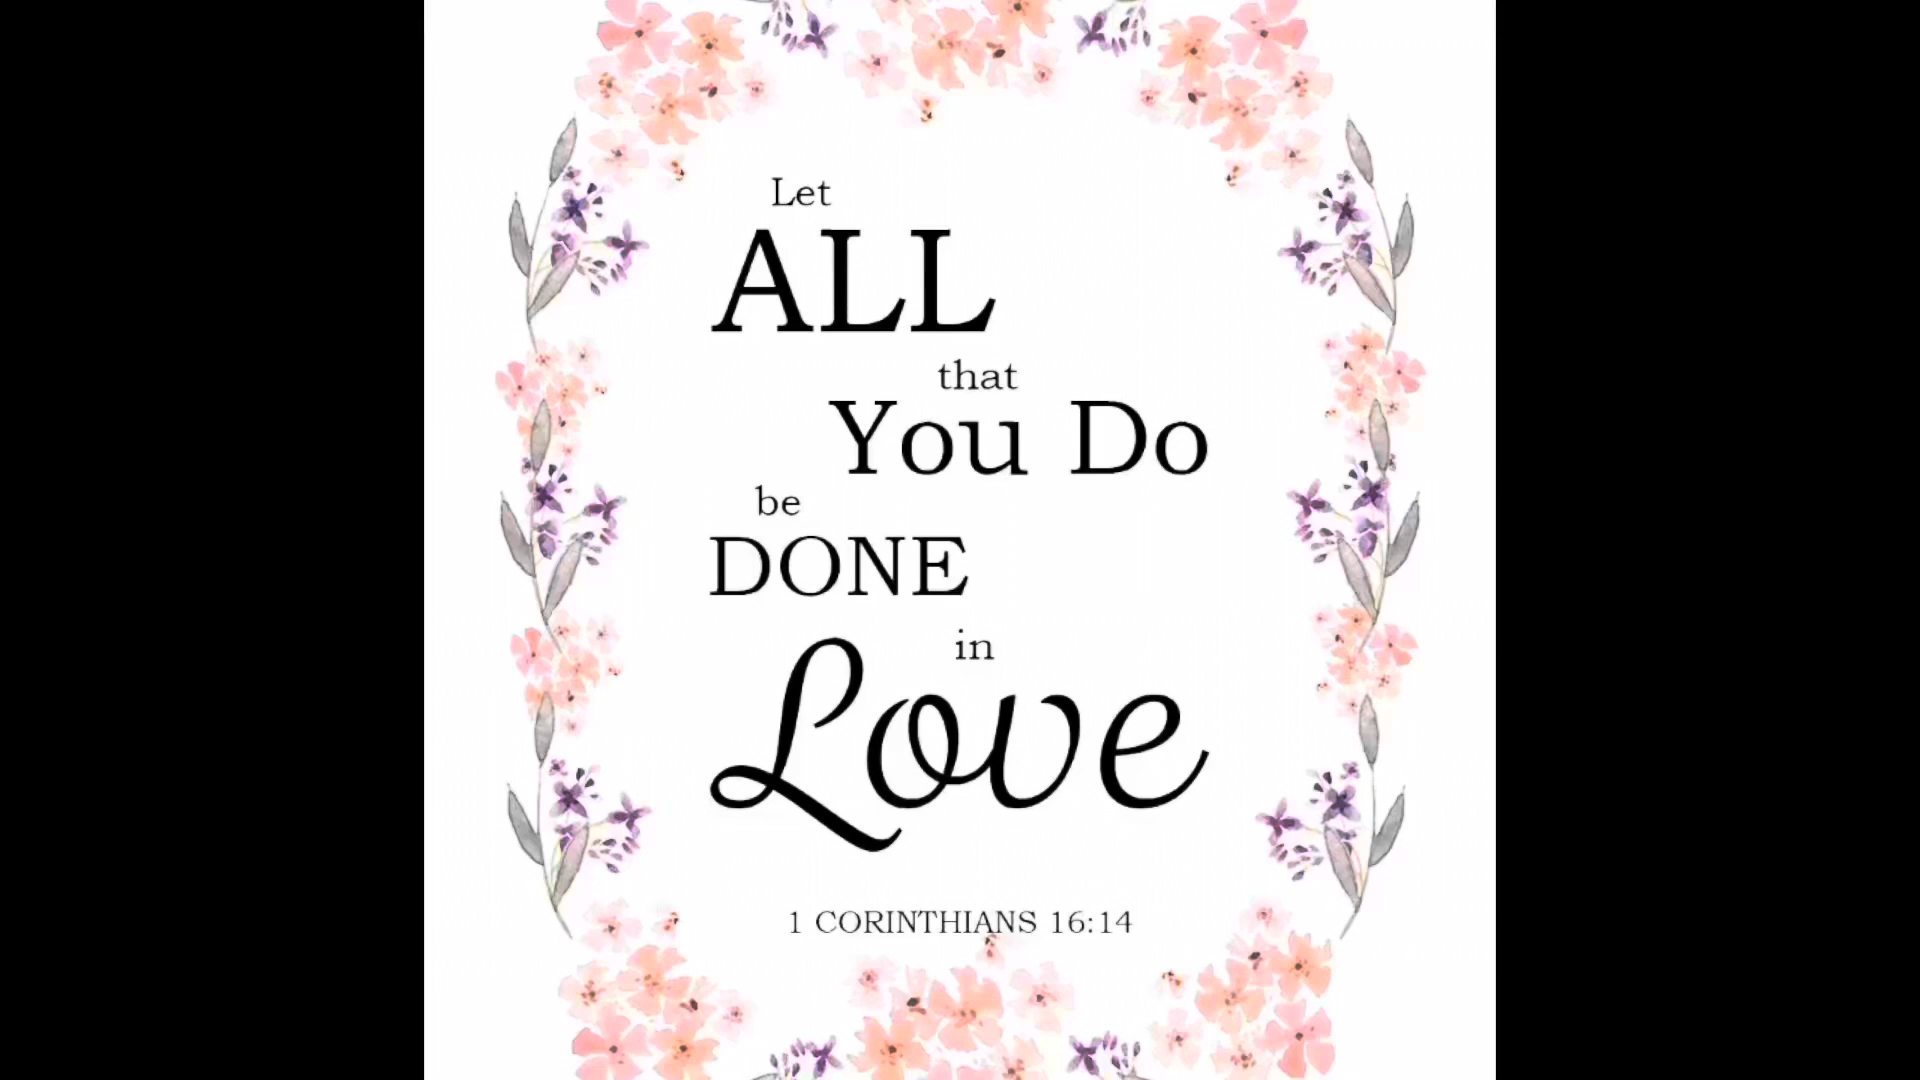 Let
ALL
that
You Do
be
DONE
in
Love
1 CORINTHIANS 16:14